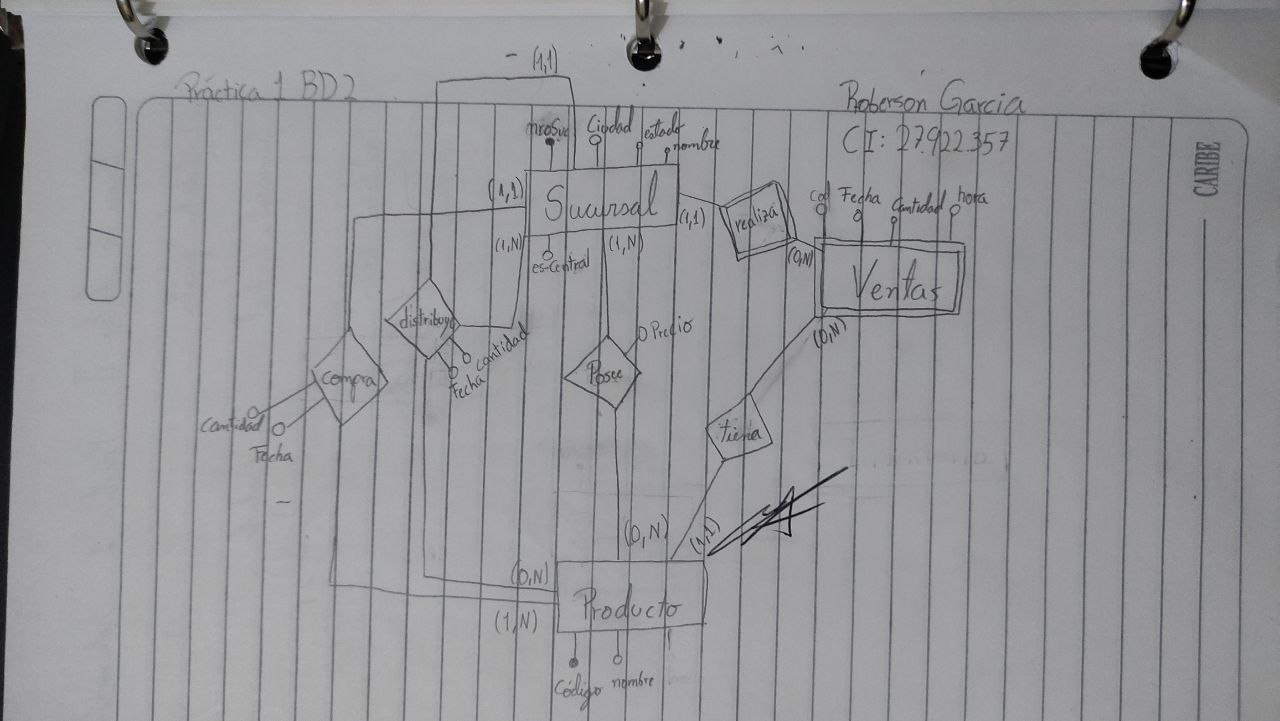 Práctica 1 BD2
Roberson Garcia
CI: 27.922.357
CARIBE
(1,1)
nroSuc
Ciudad
estado
nombre
Sucursal
es-Central
(1,1)
(1,N)
(1,N)
(1,1)
realiza
(0,N)
cod
Fecha
Cantidad
hora
Ventas
(0,N)
distribuye
cantidad
Fecha
compra
Cantidad
Fecha
Posee
Precio
tiene
(0,N)
(1,1)
(0,N)
(1,N)
Producto
Código
nombre